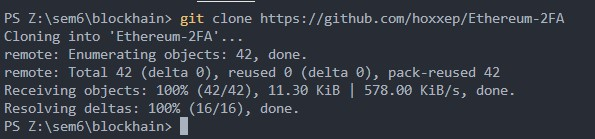 PS Z:\sem6\blockhain> git clone https://github.com/hoxxep/Ethereum-2FA
Cloning into 'Ethereum-2FA'...
remote: Enumerating objects: 42, done.
remote: Total 42 (delta 0), reused 0 (delta 0), pack-reused 42
Receiving objects: 100% (42/42), 11.30 KiB | 578.00 KiB/s, done.
Resolving deltas: 100% (16/16), done.
PS Z:\sem6\blockhain>